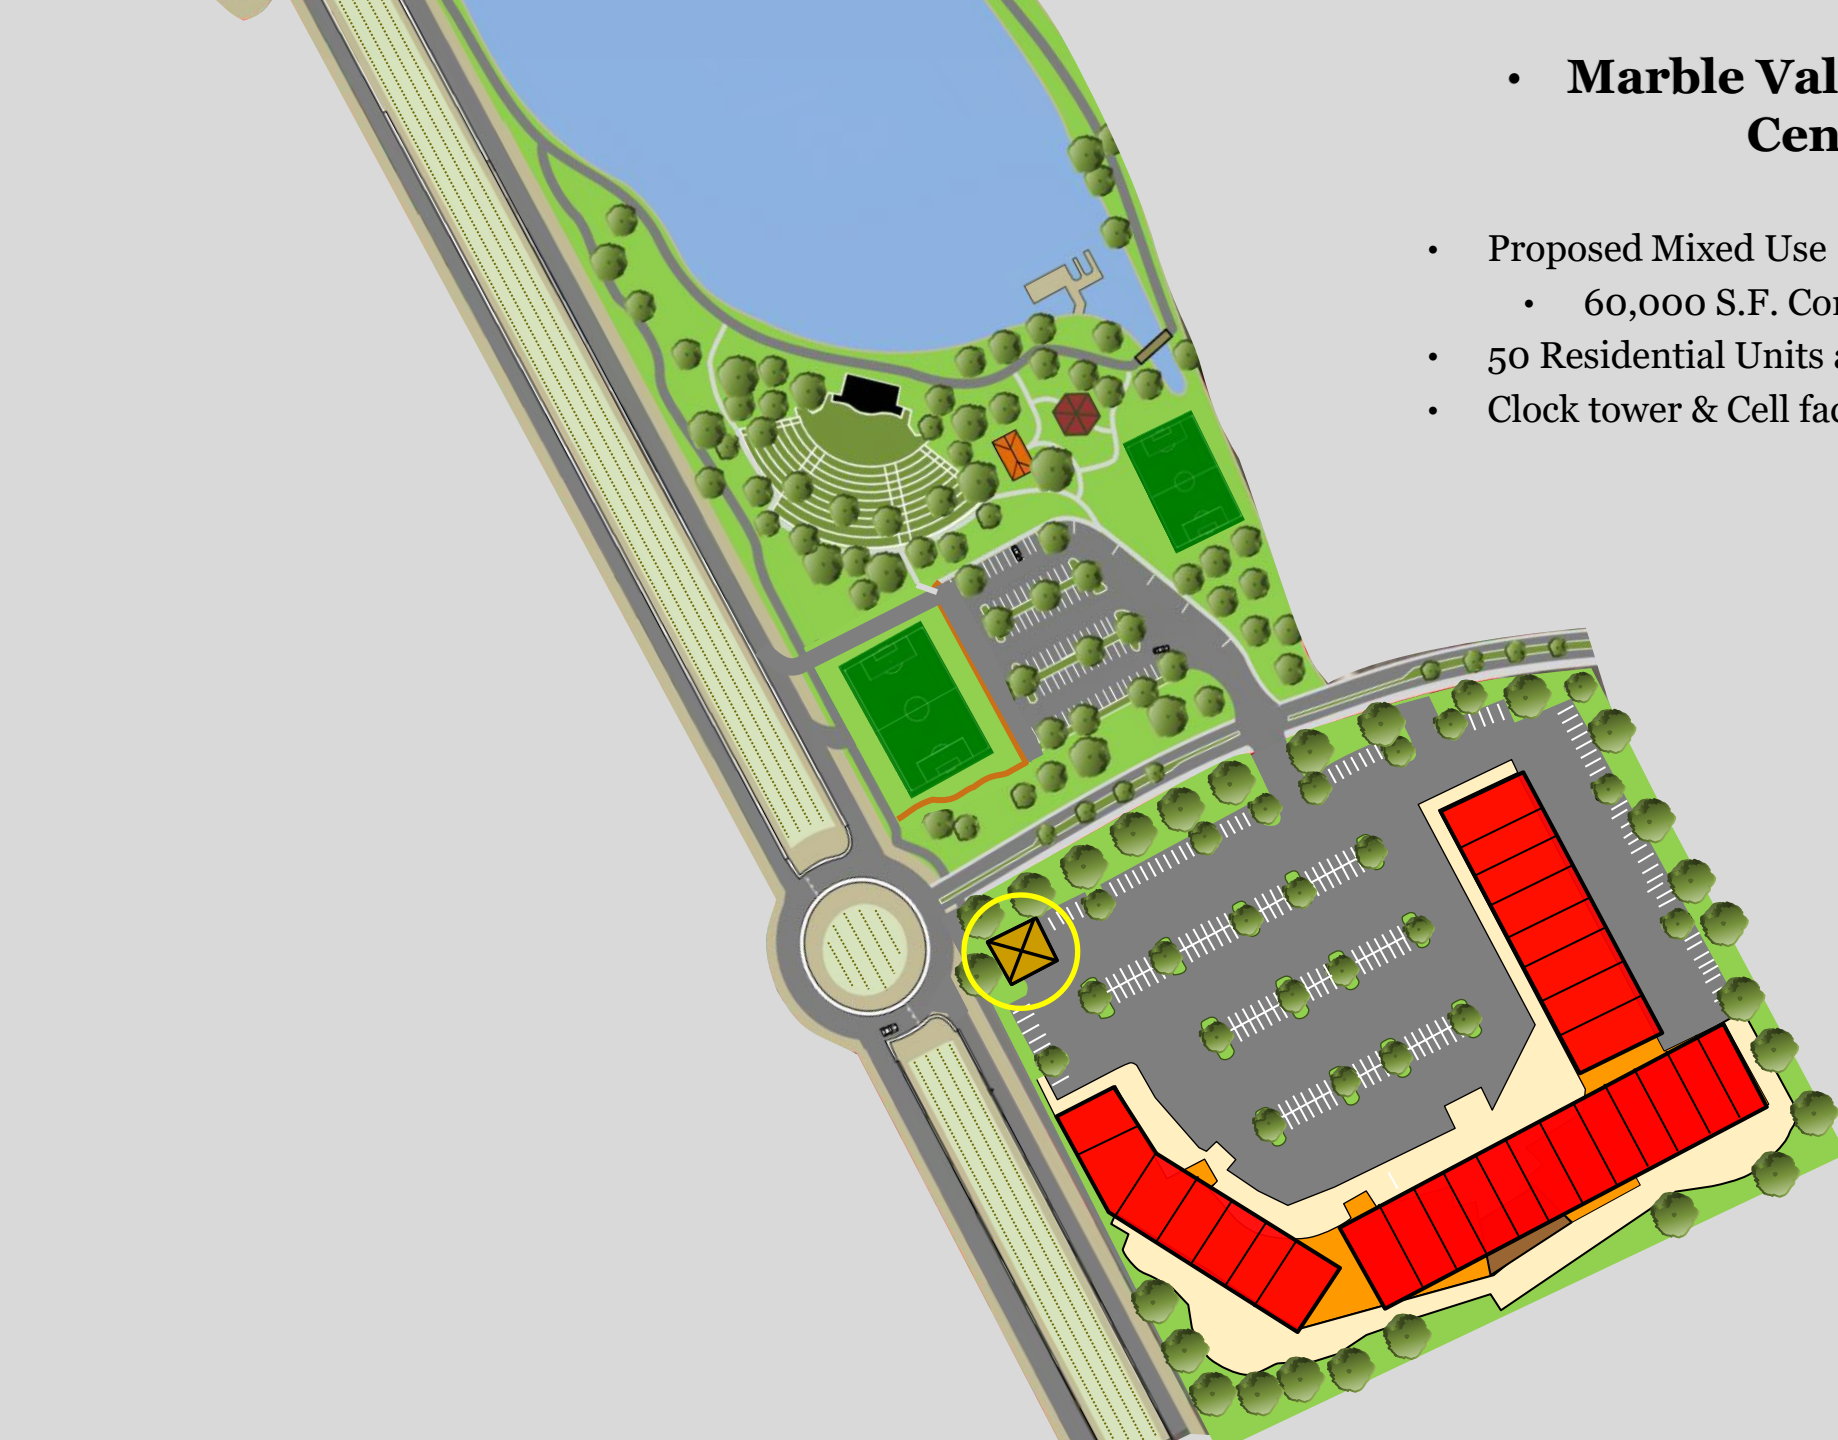 • Marble Val
Cen
• Proposed Mixed Use
• 60,000 S.F. Co
• 50 Residential Units
• Clock tower & Cell fa